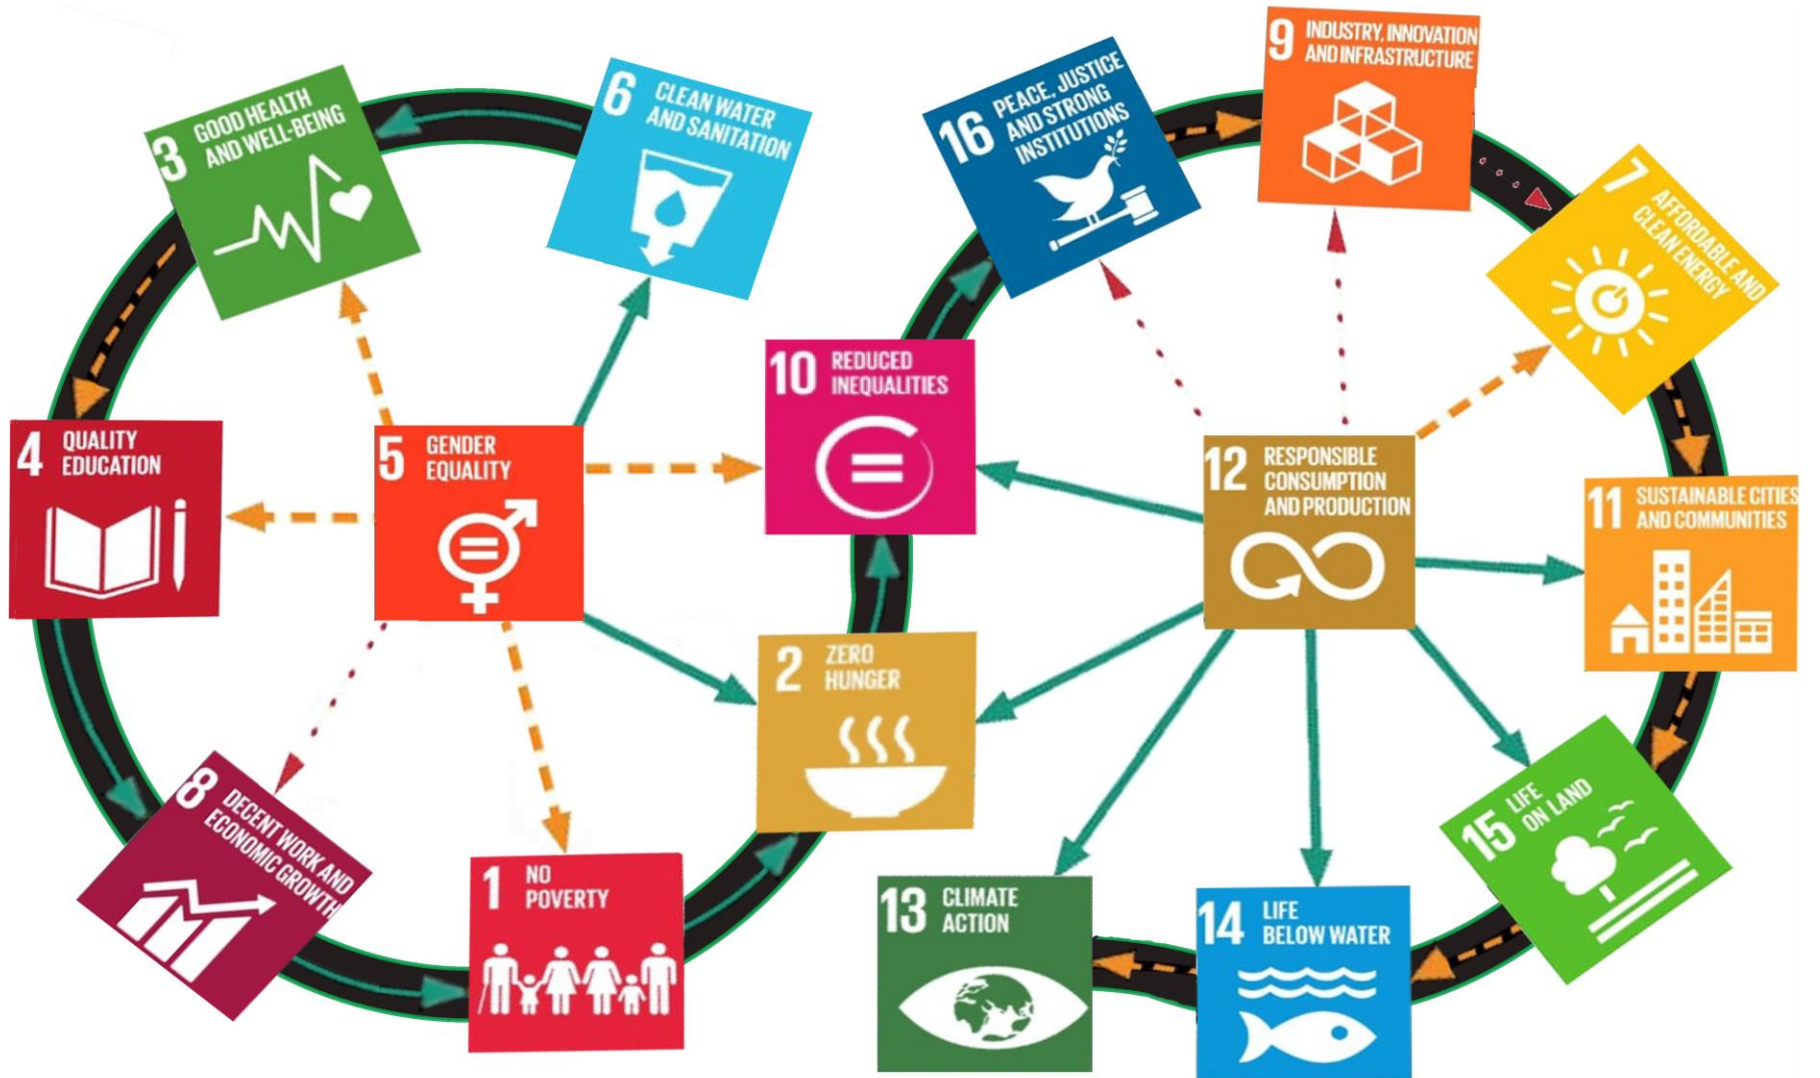 3 GOOD HEALTH
AND WELL-BEING
6 CLEAN WATER
AND SANITATION
16 PEACE, JUSTICE
AND STRONG
INSTITUTIONS
9 INDUSTRY, INNOVATION
AND INFRASTRUCTURE
7 AFFORDABLE AND
CLEAN ENERGY
4 QUALITY
EDUCATION
5 GENDER
EQUALITY
10 REDUCED
INEQUALITIES
12 RESPONSIBLE
CONSUMPTION
AND PRODUCTION
11 SUSTAINABLE CITIES
AND COMMUNITIES
8 DECENT WORK AND
ECONOMIC GROWTH
1 NO
POVERTY
2 ZERO
HUNGER
13 CLIMATE
ACTION
14 LIFE
BELOW WATER
15 LIFE
ON LAND